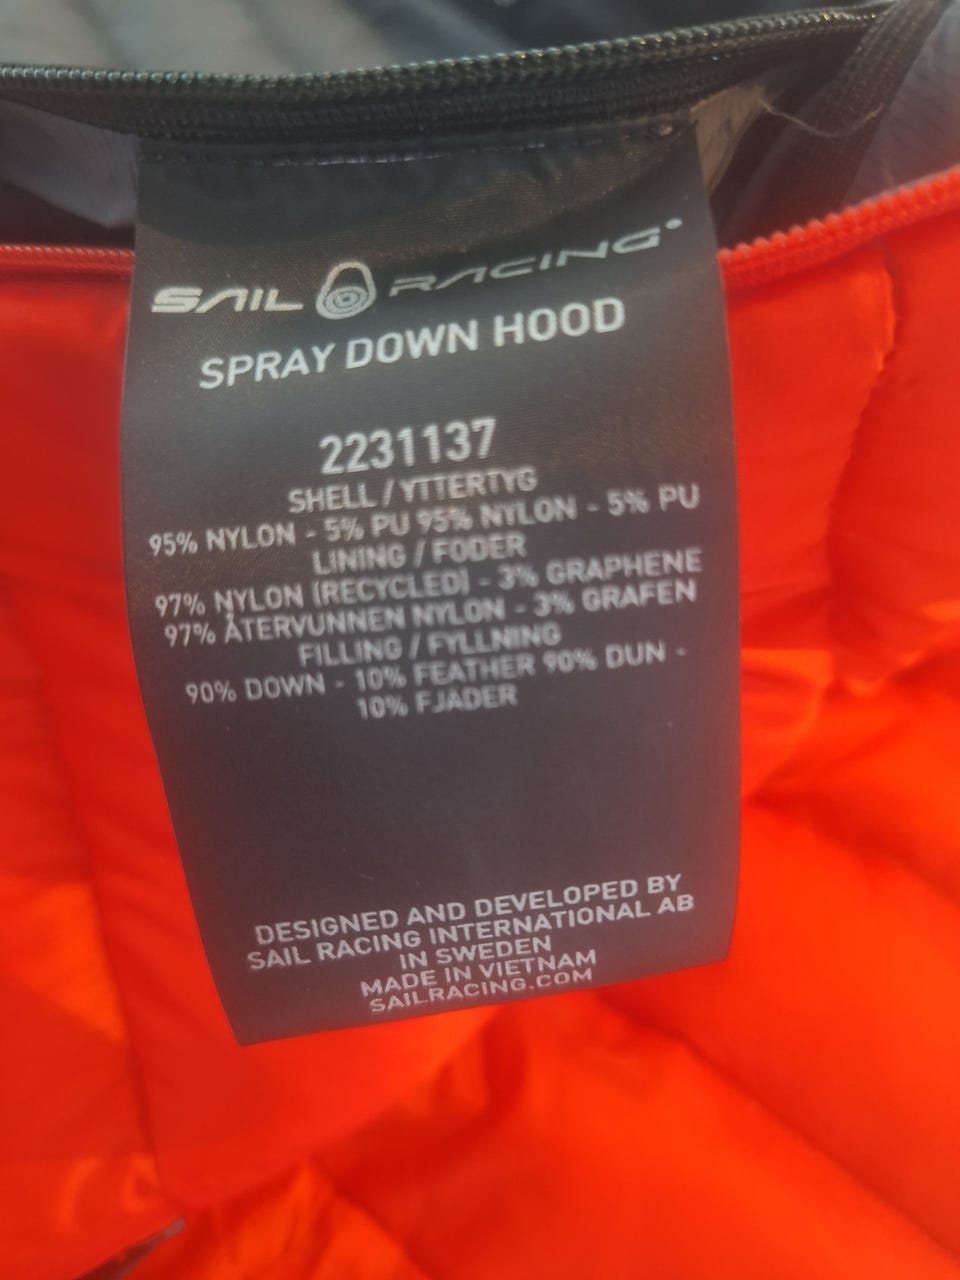 SAIL RACING
SPRAY DOWN HOOD
2231137
SHELL / YTTERTYG
95% NYLON - 5% PU 95% NYLON - 5% PU
LINING / FODER
97% NYLON (RECYCLED) - 3% GRAPHENE
97% ÅTERVUNNEN NYLON - 3% GRAFEN
FILLING / FYLLNING
90% DOWN - 10% FEATHER 90% DUN -
10% FJADER
DESIGNED AND DEVELOPED BY
SAIL RACING INTERNATIONAL AB
IN SWEDEN
MADE IN VIETNAM
SAILRACING.COM